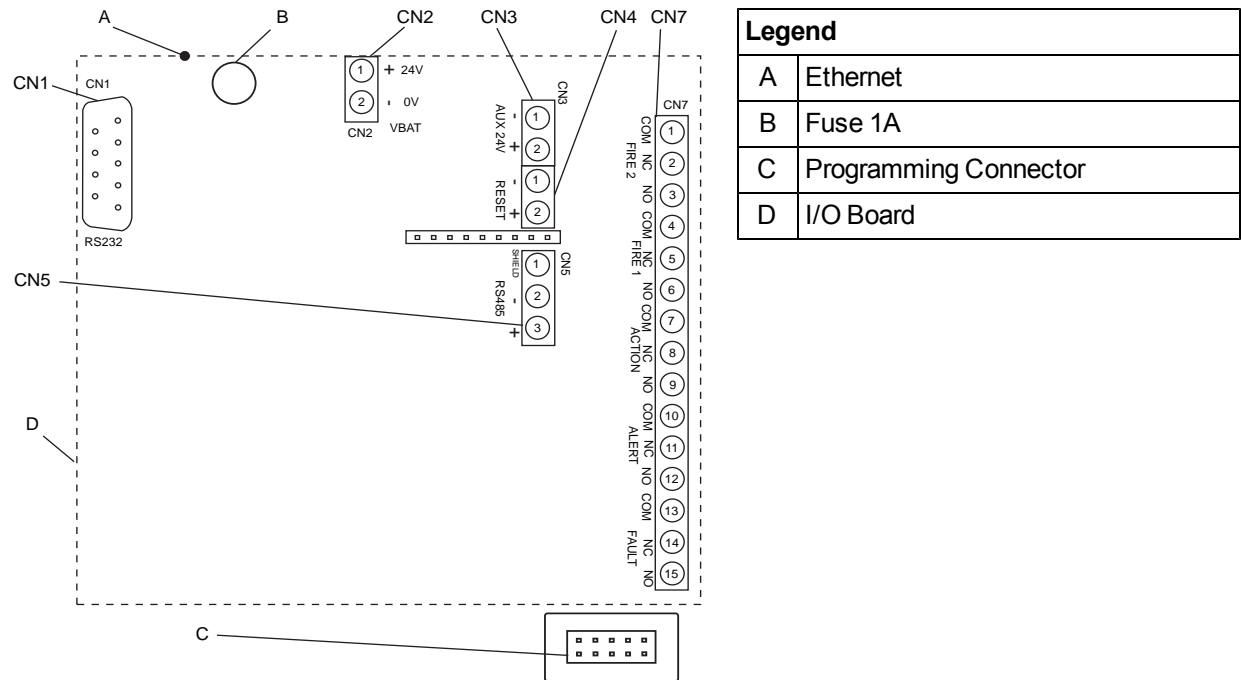 A B CN2 CN3 CN4 CN7
CN1
CN1
RS232
1 + 24V
2 - 0V
CN2 VBAT
CN3
AUX 24V
- 1
+ 2
RESET
- 1
+ 2
CN5
CN5
SHIELD 1
RS485
- 2
+ 3
CN7
COM 1
NC 2
NO 3
FIRE 2
COM 4
NC 5
NO 6
FIRE 1
COM 7
NC 8
NO 9
ACTION
COM 10
NC 11
NO 12
ALERT
COM 13
NC 14
NO 15
FAULT
D
C
Legend
A Ethernet
B Fuse 1A
C Programming Connector
D I/O Board